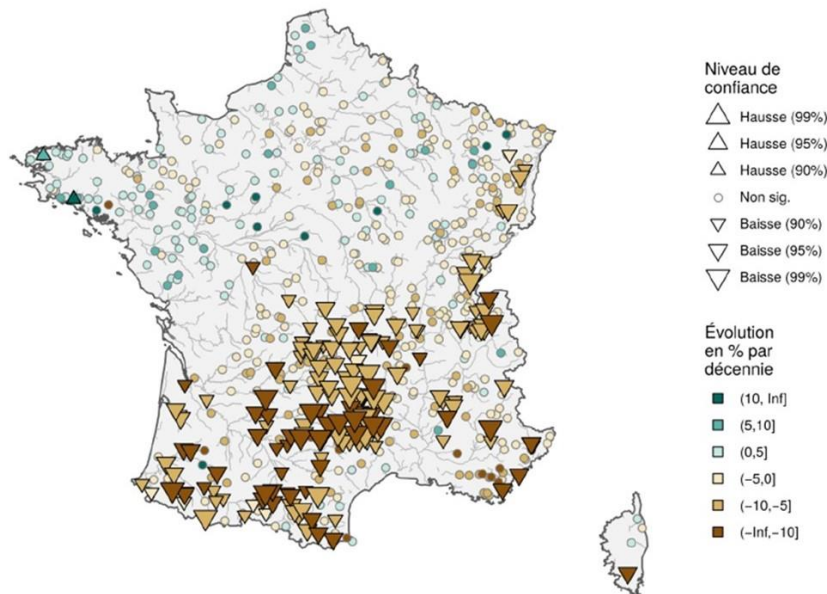 Niveau de
confiance
Hausse (99%)
Hausse (95%)
Hausse (90%)
Non sig.
Baisse (90%)
Baisse (95%)
Baisse (99%)
Évolution
en % par
décennie
(10, Inf]
(5,10]
(0,5]
(−5,0]
(−10,−5]
(−Inf,−10]